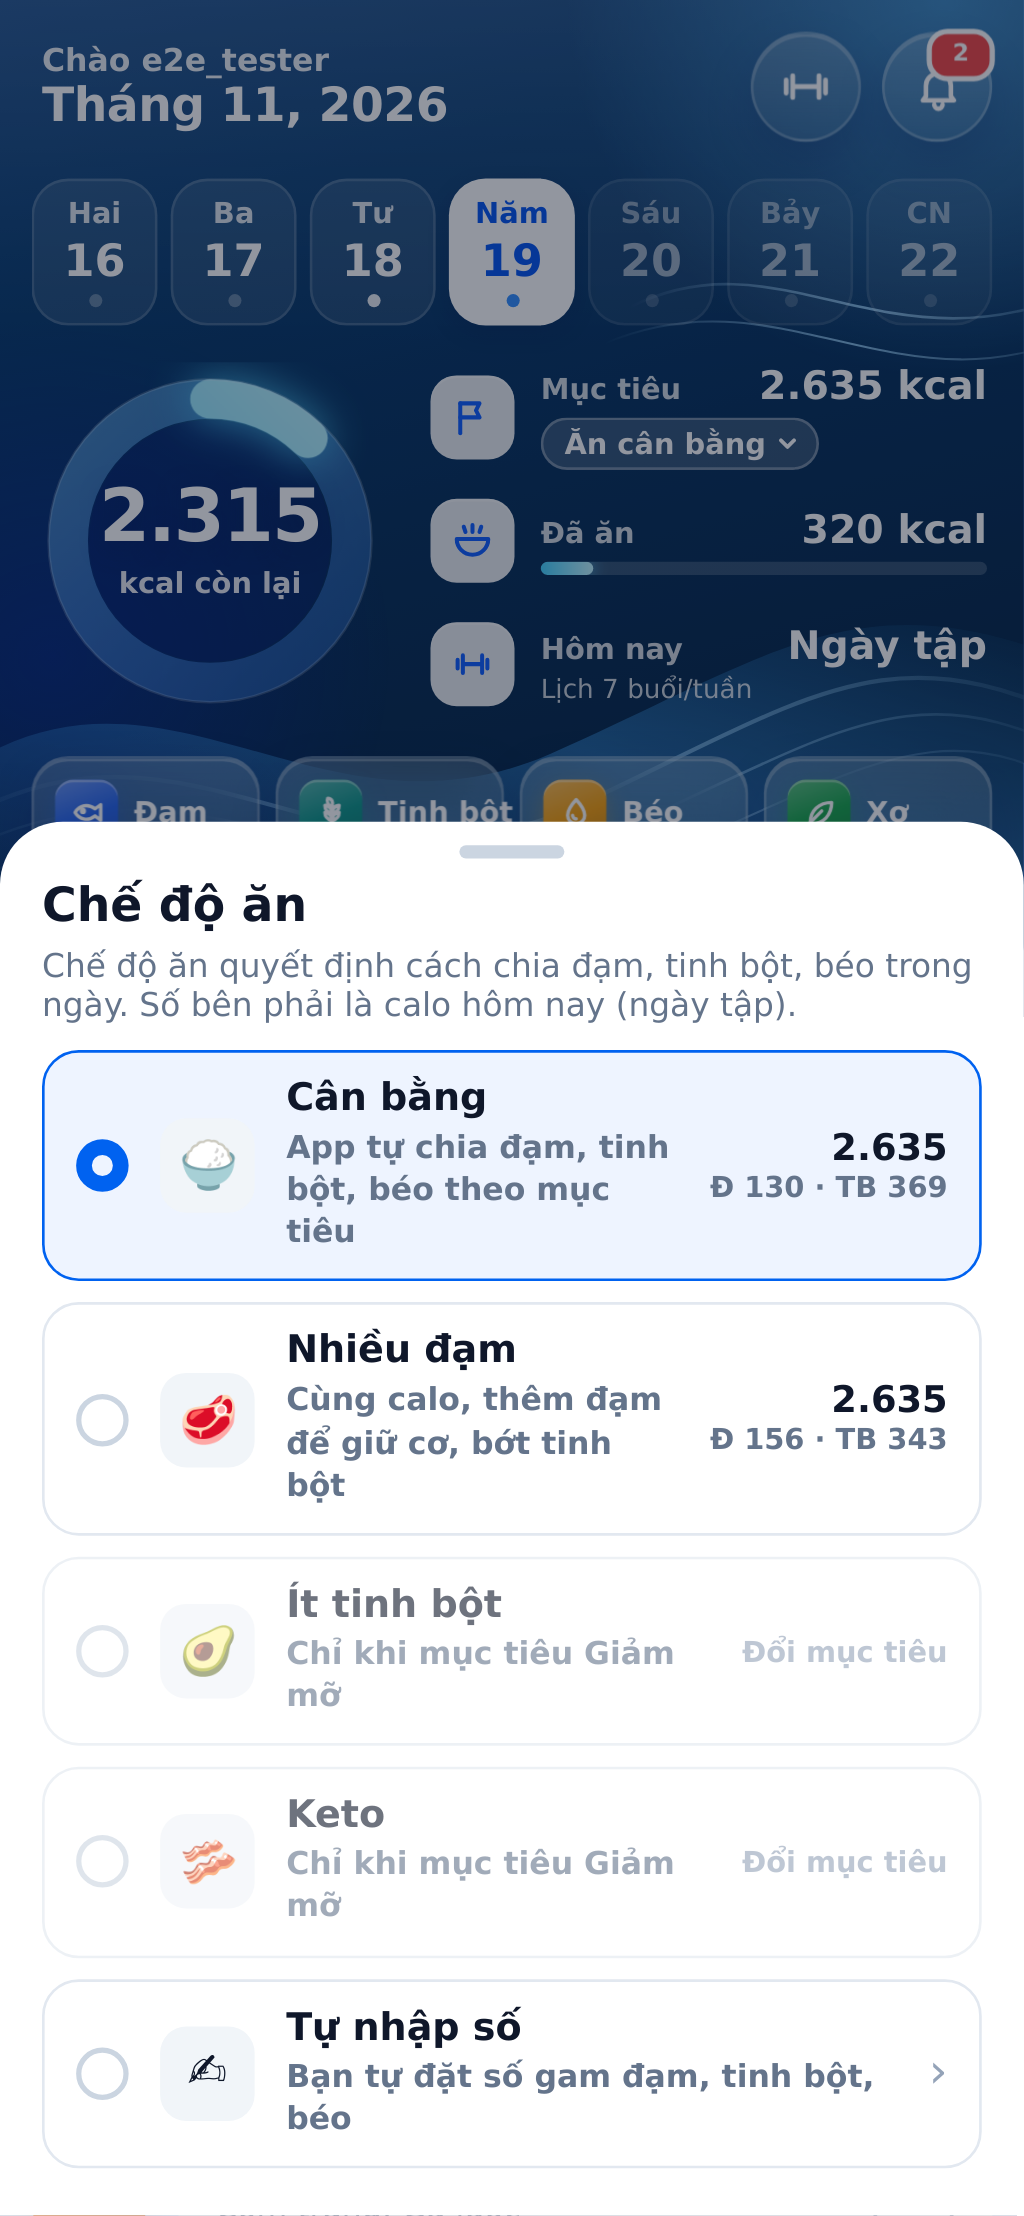 Chào e2e_tester
Tháng 11, 2026
2
Hai
16
Ba
17
Tư
18
Năm
19
Sáu
20
Bảy
21
CN
22
2.315
kcal còn lại
Mục tiêu
2.635 kcal
Ăn cân bằng
Đã ăn
320 kcal
Hôm nay
Ngày tập
Lịch 7 buổi/tuần
Đạm
Tinh bột
Béo
Xơ
Chế độ ăn
Chế độ ăn quyết định cách chia đạm, tinh bột, béo trong
ngày. Số bên phải là calo hôm nay (ngày tập).
Cân bằng
App tự chia đạm, tinh
bột, béo theo mục
tiêu
2.635
Đ 130 · TB 369
Nhiều đạm
Cùng calo, thêm đạm
để giữ cơ, bớt tinh
bột
2.635
Đ 156 · TB 343
Ít tinh bột
Chỉ khi mục tiêu Giảm
mỡ
Đổi mục tiêu
Keto
Chỉ khi mục tiêu Giảm
mỡ
Đổi mục tiêu
Tự nhập số
Bạn tự đặt số gam đạm, tinh bột,
béo